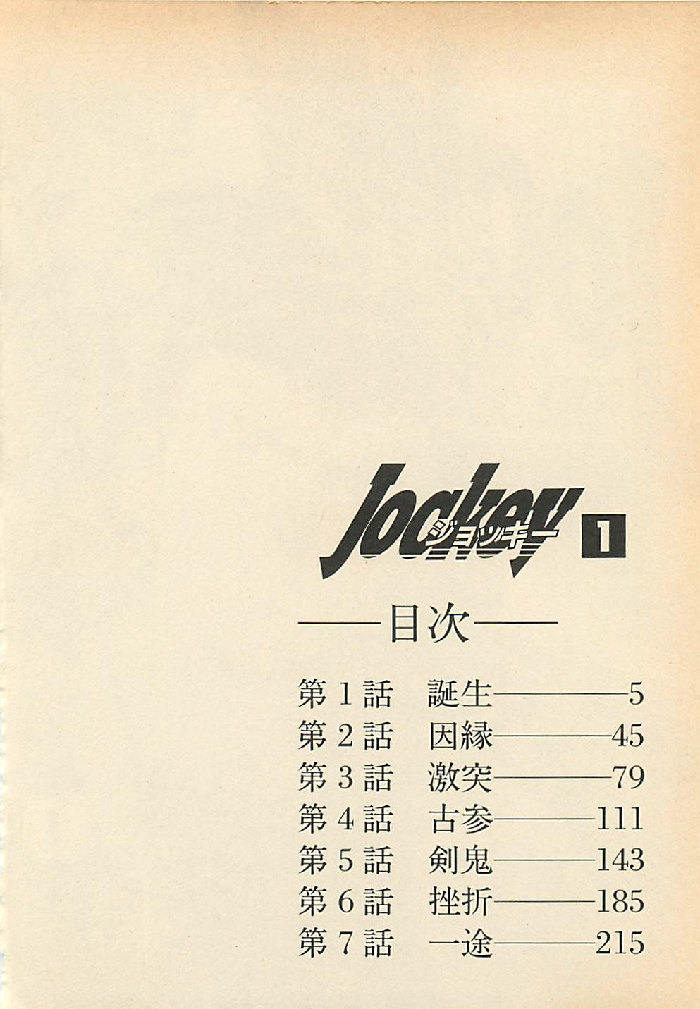 Jockey
ジョッキー
1
目次
第1話 誕生————5
第2話 因縁————45
第3話 激突————79
第4話 古参————111
第5話 剣鬼————143
第6話 挫折————185
第7話 一途————215